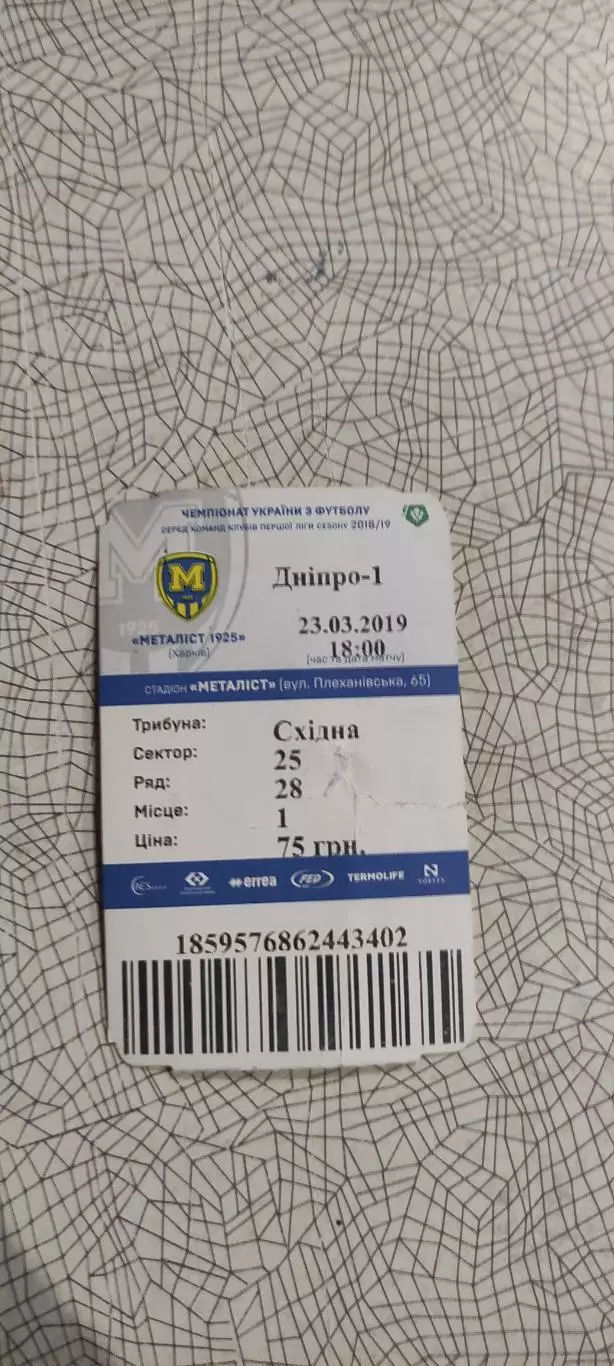 ЧЕМПІОНАТ УКРАЇНИ З ФУТБОЛУ
СЕРЕД КОМАНД КЛУБІВ ПЕРШОЇ ЛІГИ СЕЗОНУ 2018/19
M
1925
Дніпро-1
«МЕТАЛІСТ 1925»
(Харків)
23.03.2019
18:00
(час та дата матчу)
СТАДІОН «МЕТАЛІСТ» (вул. Плеханівська, 65)
Трибуна: Східна
Сектор: 25
Ряд: 28
Місце: 1
Ціна: 75 грн.
errea FED TERMOLIFE
1859576862443402